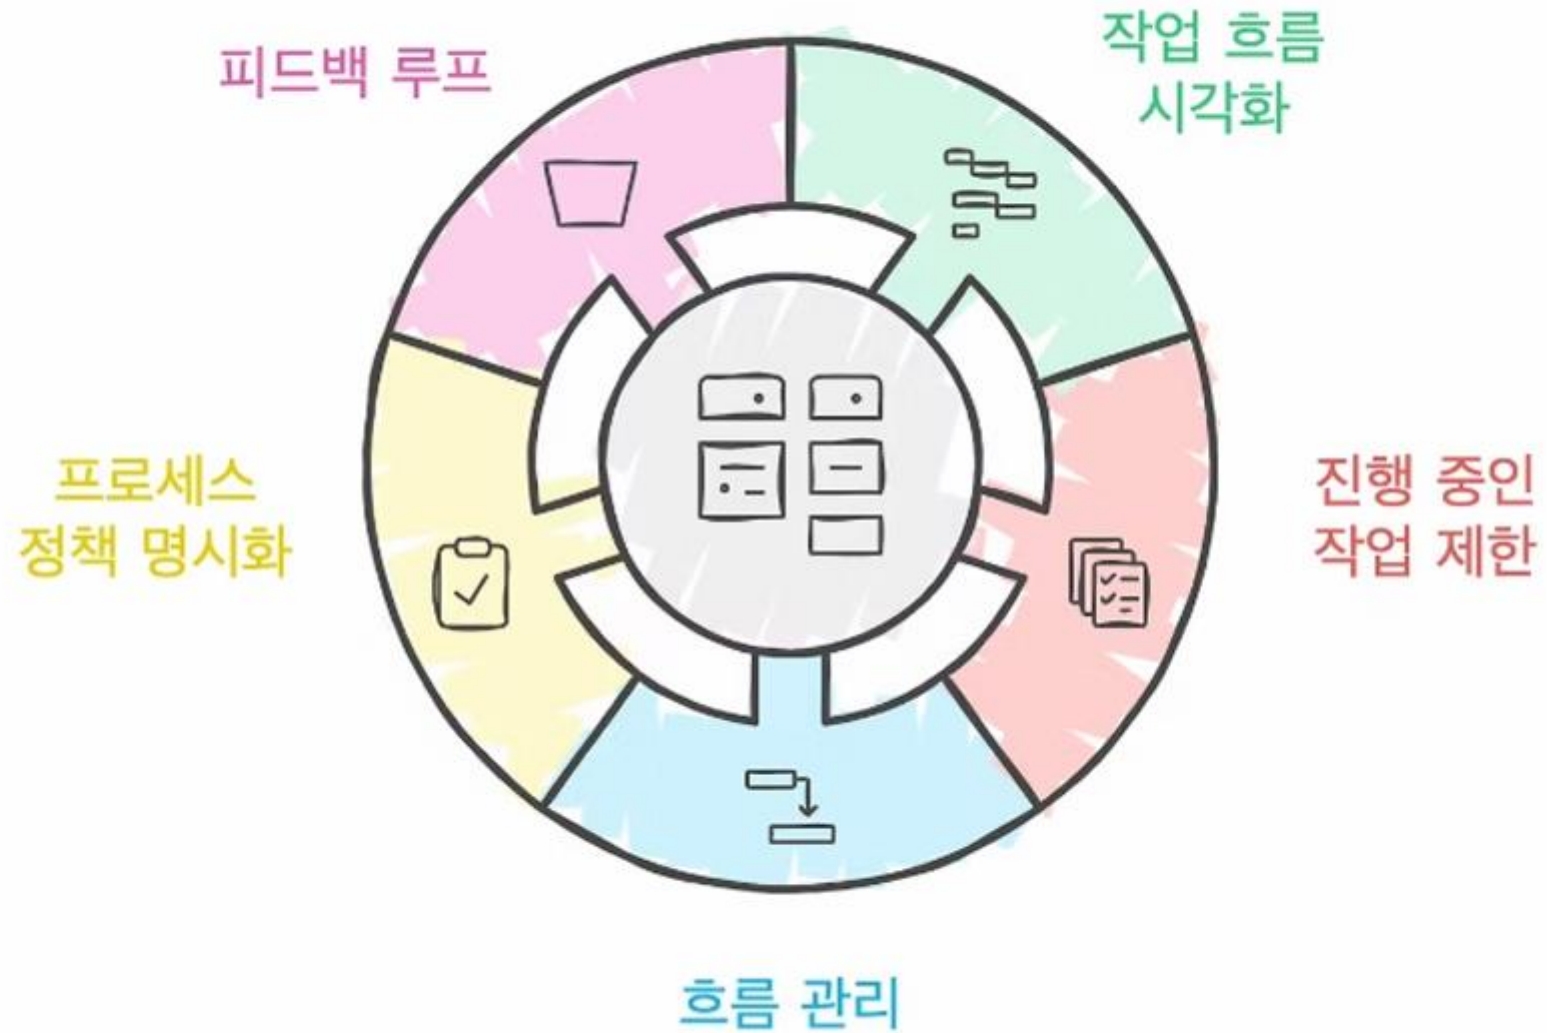 피드백 루프
작업 흐름
시각화
프로세스
정책 명시화
진행 중인
작업 제한
흐름 관리